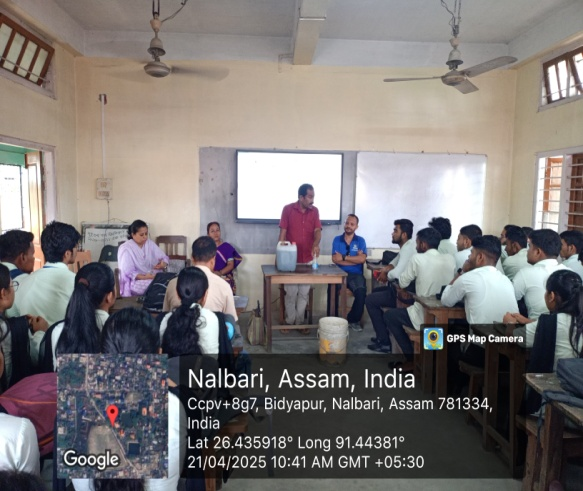 GPS Map Camera
Nalbari, Assam, India
Ccpv+8g7, Bidyapur, Nalbari, Assam 781334,
India
Lat 26.435918° Long 91.44381°
21/04/2025 10:41 AM GMT +05:30
Google